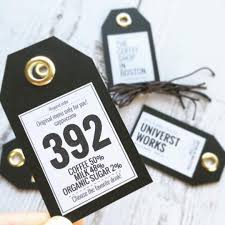 Original menu only for you!
cappuccino
392
COFFEE 50%
MILK 48%
ORGANIC SUGAR 2%
Choose the favorite drink!
THE
COFFEE
SHOP IN
BOSTON
UNIVERST
WORKS